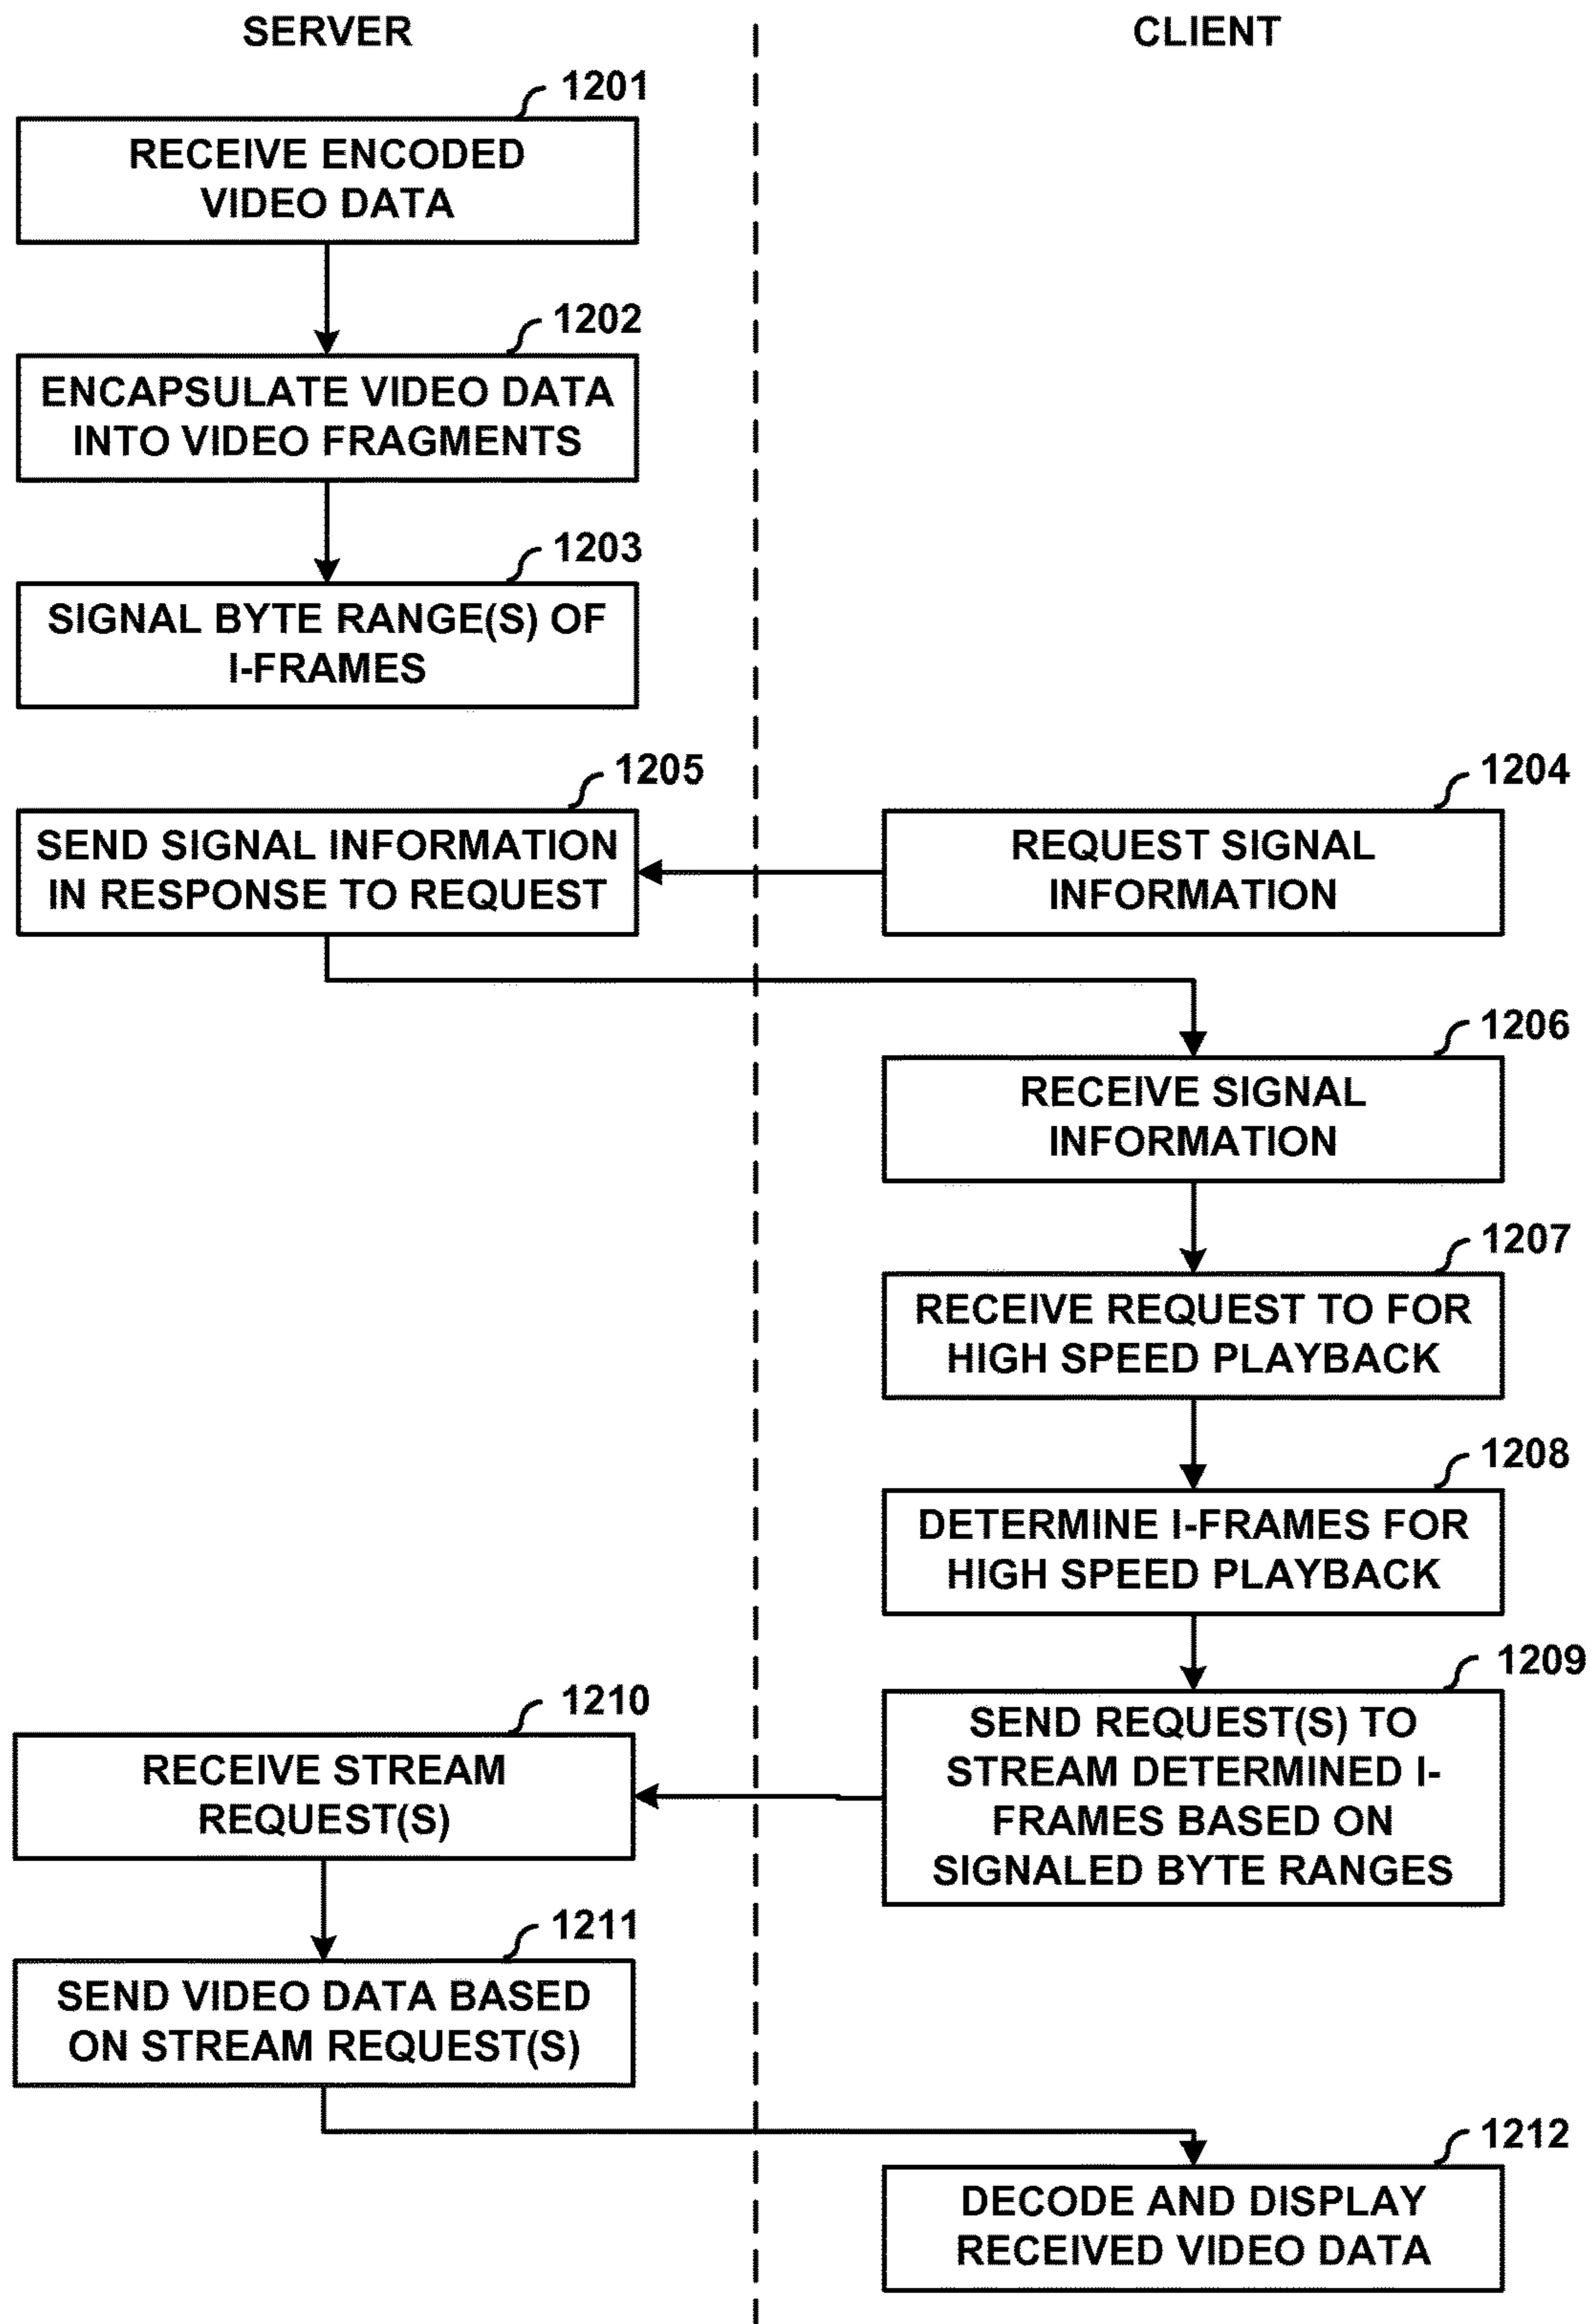 SERVER
CLIENT
1201
RECEIVE ENCODED
VIDEO DATA
1202
ENCAPSULATE VIDEO DATA
INTO VIDEO FRAGMENTS
1203
SIGNAL BYTE RANGE(S) OF
I-FRAMES
1205
SEND SIGNAL INFORMATION
IN RESPONSE TO REQUEST
1204
REQUEST SIGNAL
INFORMATION
1206
RECEIVE SIGNAL
INFORMATION
1207
RECEIVE REQUEST TO FOR
HIGH SPEED PLAYBACK
1208
DETERMINE I-FRAMES FOR
HIGH SPEED PLAYBACK
1209
SEND REQUEST(S) TO
STREAM DETERMINED I-
FRAMES BASED ON
SIGNALED BYTE RANGES
1210
RECEIVE STREAM
REQUEST(S)
1211
SEND VIDEO DATA BASED
ON STREAM REQUEST(S)
1212
DECODE AND DISPLAY
RECEIVED VIDEO DATA